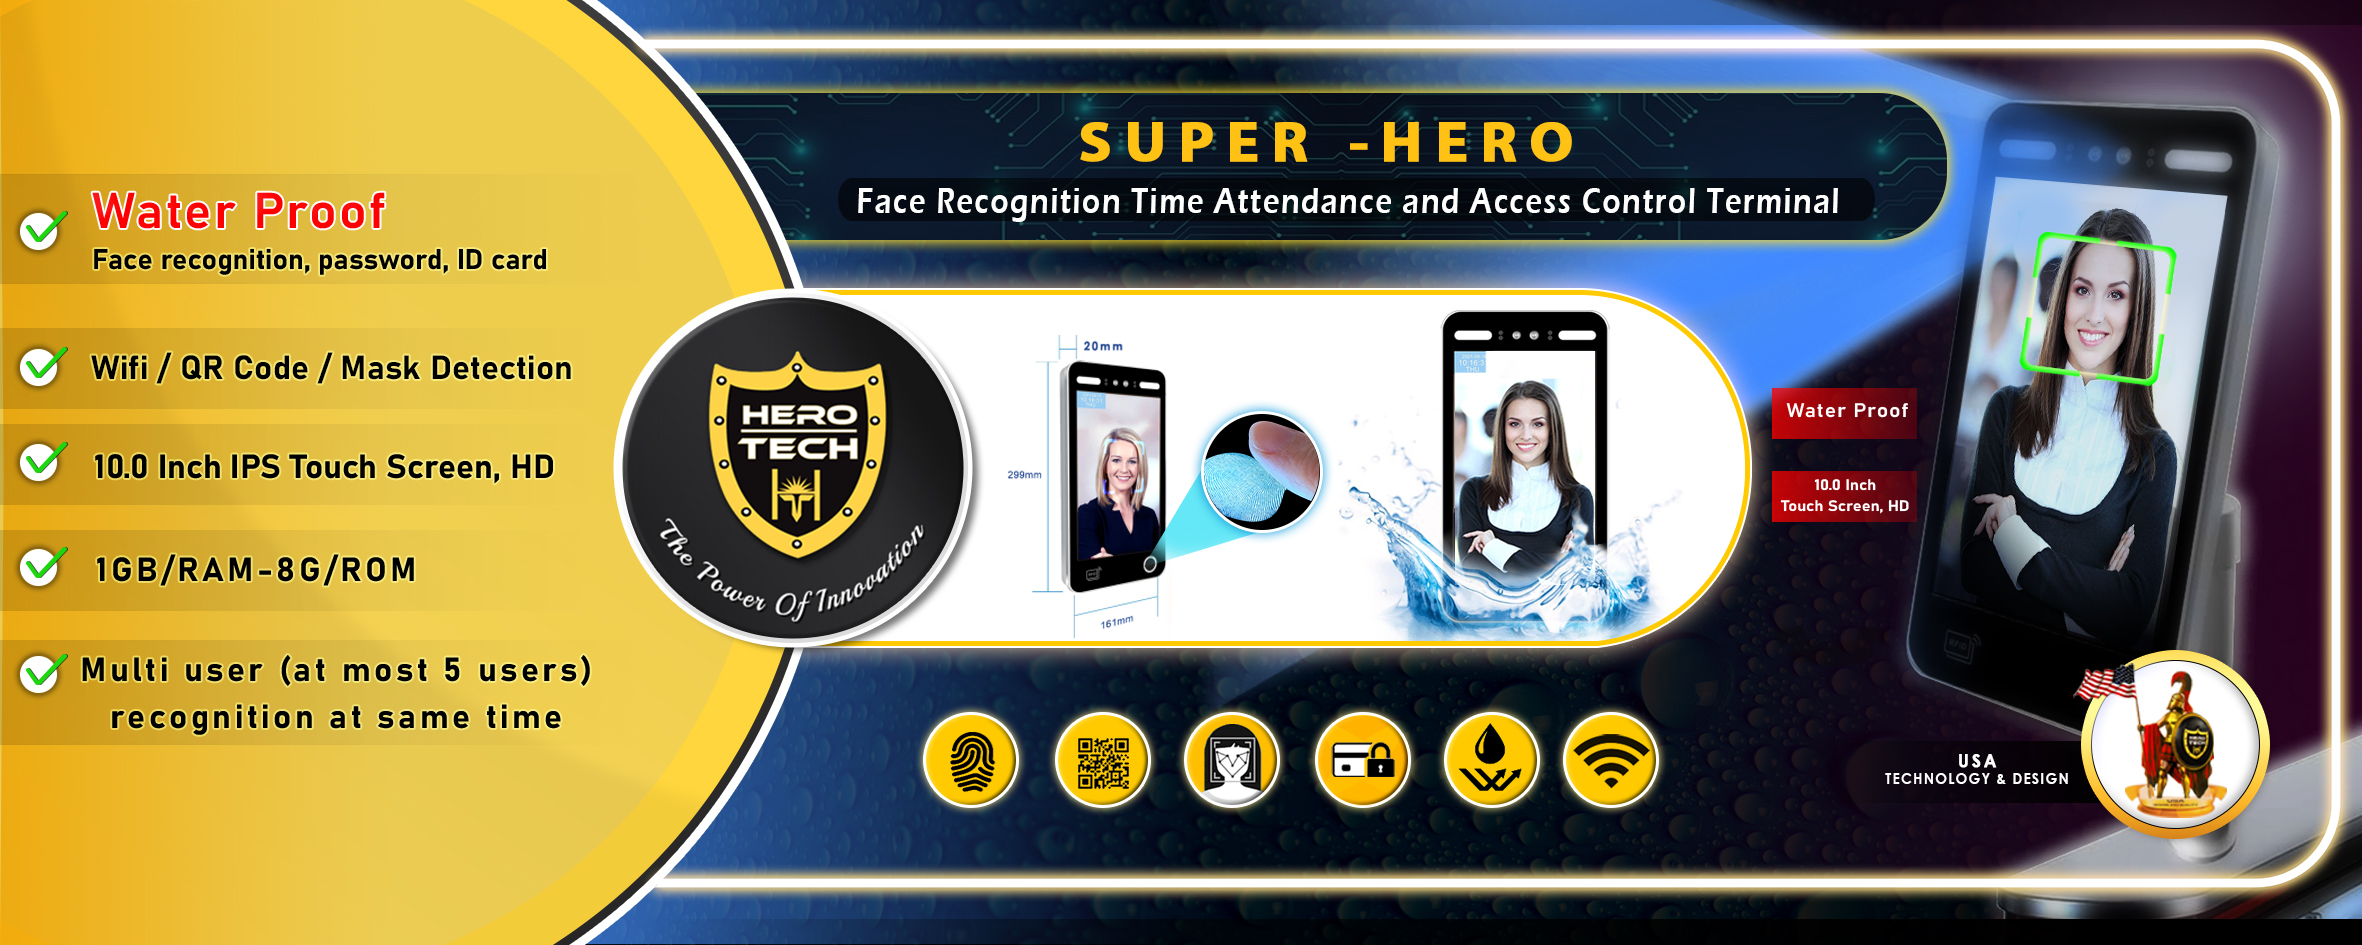 SUPER -HERO
Face Recognition Time Attendance and Access Control Terminal
Water Proof
Face recognition, password, ID card
Wifi / QR Code / Mask Detection
10.0 Inch IPS Touch Screen, HD
1GB/RAM-8G/ROM
Multi user (at most 5 users)
recognition at same time
HERO
TECH
H
The Power Of Innovation
20mm
299mm
161mm
THU
Water Proof
10.0 Inch
Touch Screen, HD
USA
TECHNOLOGY & DESIGN
HERO
TECH